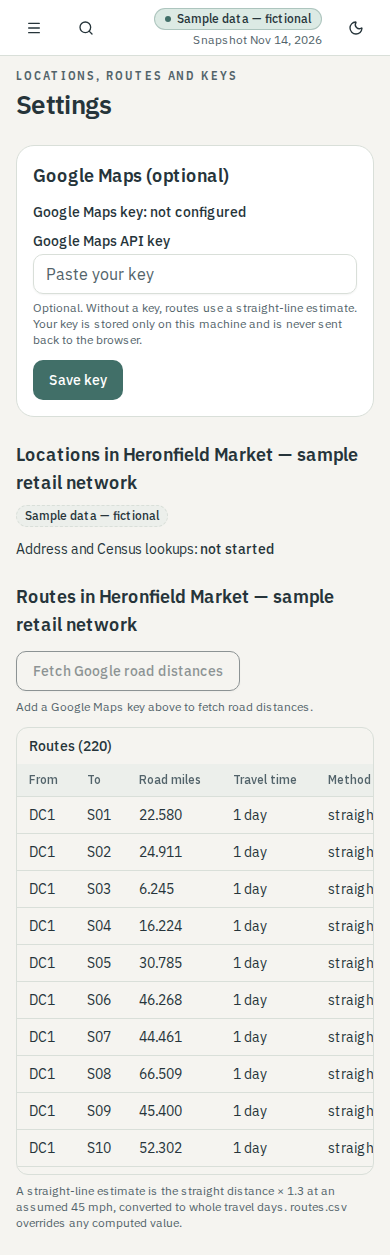 Sample data — fictional
Snapshot Nov 14, 2026
LOCATIONS, ROUTES AND KEYS
Settings
Google Maps (optional)
Google Maps key: not configured
Google Maps API key
Paste your key
Optional. Without a key, routes use a straight-line estimate.
Your key is stored only on this machine and is never sent
back to the browser.
Save key
Locations in Heronfield Market — sample
retail network
Sample data — fictional
Address and Census lookups: not started
Routes in Heronfield Market — sample
retail network
Fetch Google road distances
Add a Google Maps key above to fetch road distances.
Routes (220)
From To Road miles Travel time Method
DC1 S01 22.580 1 day straigh
DC1 S02 24.911 1 day straigh
DC1 S03 6.245 1 day straigh
DC1 S04 16.224 1 day straigh
DC1 S05 30.785 1 day straigh
DC1 S06 46.268 1 day straigh
DC1 S07 44.461 1 day straigh
DC1 S08 66.509 1 day straigh
DC1 S09 45.400 1 day straigh
DC1 S10 52.302 1 day straigh
A straight-line estimate is the straight distance × 1.3 at an
assumed 45 mph, converted to whole travel days. routes.csv
overrides any computed value.